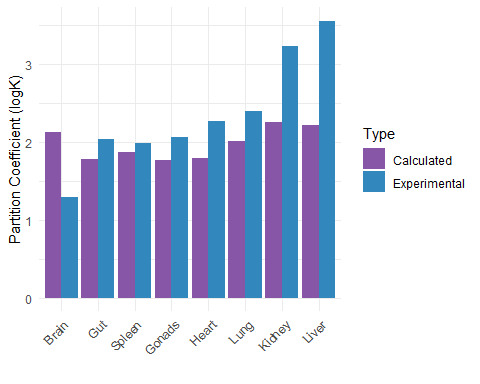 Partition Coefficient (logK)
3
2
1
0
Brain
Gut
Spleen
Gonads
Heart
Lung
Kidney
Liver
Type
Calculated
Experimental